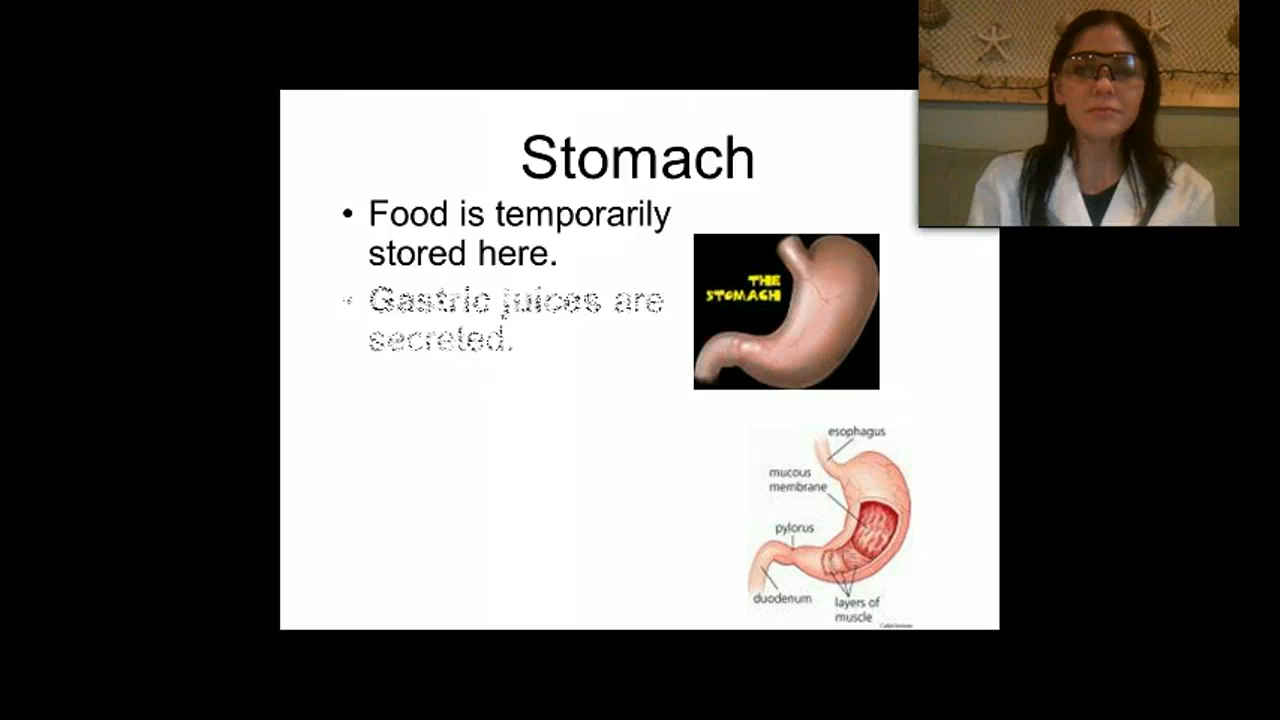 Stomach
• Food is temporarily
stored here.
• Gastric juices are
secreted.
THE
STOMACH
esophagus
mucous
membrane
pylorus
duodenum
layers of
muscle